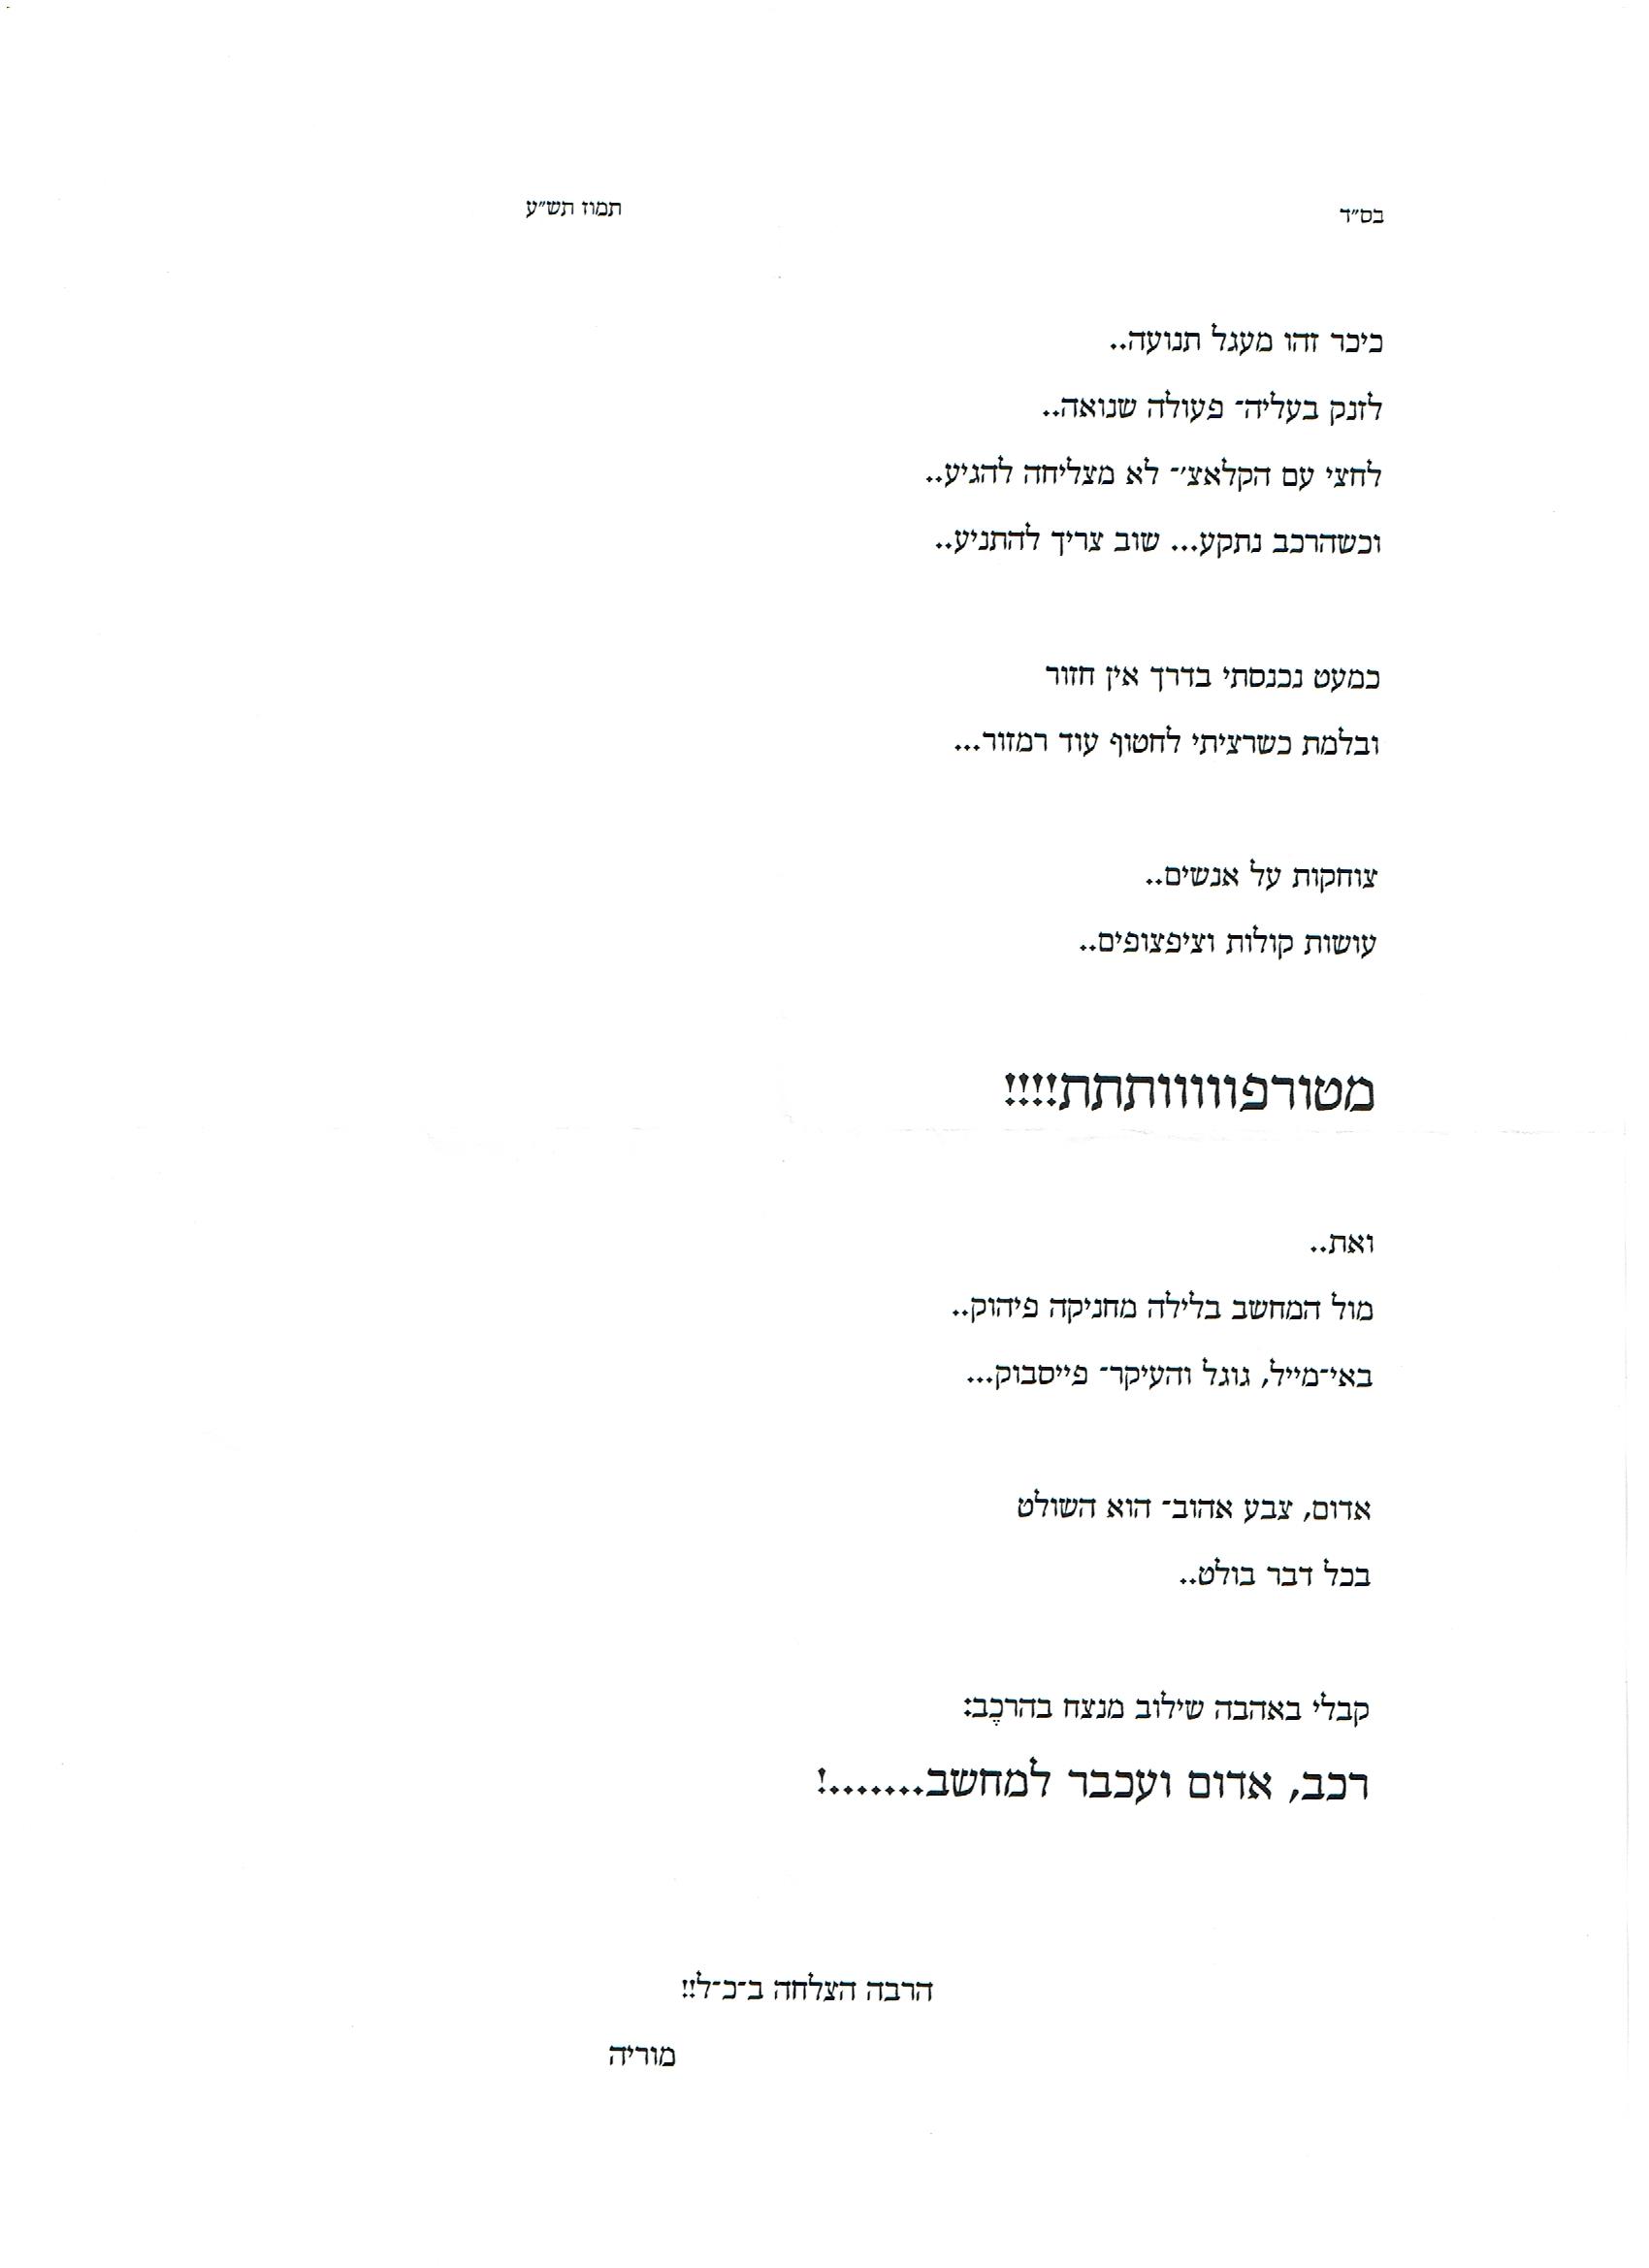 בס"ד תמוז תש"ע
כיכר זהו מעגל תנועה..
לזנק בעליה- פעולה שנואה..
לחצי עם הקלאצ'- לא מצליחה להגיע..
וכשהרכב נתקע... שוב צריך להתניע..
כמעט נכנסתי בדרך אין חזור
ובלמת כשרציתי לחטוף עוד רמזור...
צוחקות על אנשים..
עושות קולות וציפצופים..
מטורפווווווותתת!!!!
ואת..
מול המחשב בלילה מחניקה פיהוק..
באי-מייל, גוגל והעיקר- פייסבוק...
אדום, צבע אהוב- הוא השולט
בכל דבר בולט..
קבלי באהבה שילוב מנצח בהרכֶב:
רכב, אדום ועכבר למחשב.......!
הרבה הצלחה ב-כ-ל!!
מוריה